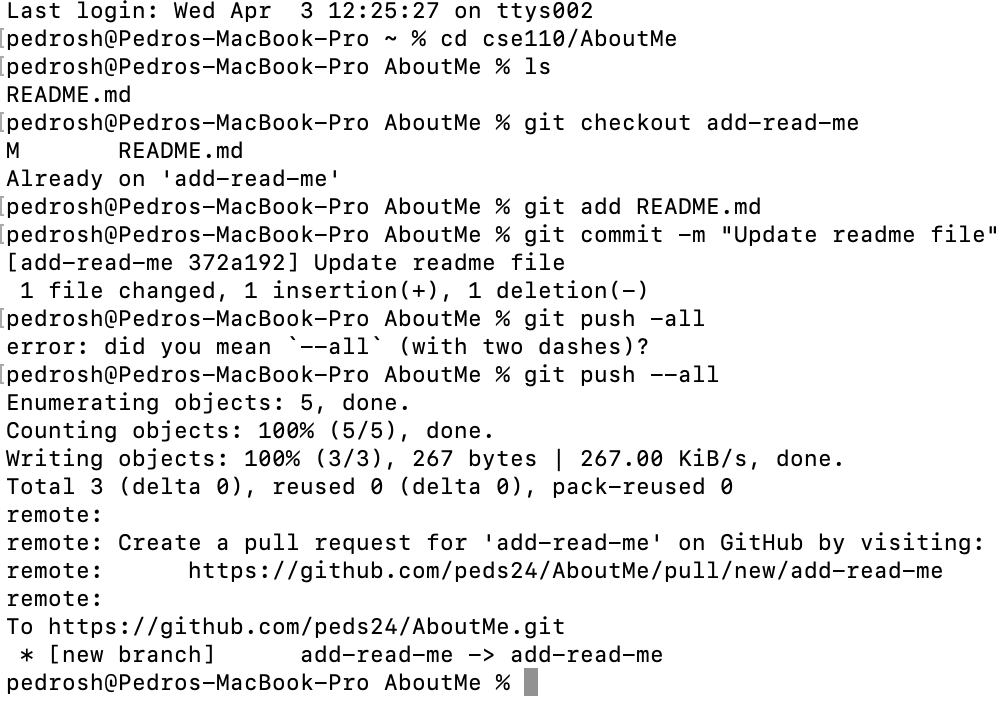 Last login: Wed Apr  3 12:25:27 on ttys002
[pedrosh@Pedros-MacBook-Pro ~ % cd cse110/AboutMe
[pedrosh@Pedros-MacBook-Pro AboutMe % ls
README.md
[pedrosh@Pedros-MacBook-Pro AboutMe % git checkout add-read-me
M       README.md
Already on 'add-read-me'
[pedrosh@Pedros-MacBook-Pro AboutMe % git add README.md
[pedrosh@Pedros-MacBook-Pro AboutMe % git commit -m "Update readme file"
[add-read-me 372a192] Update readme file
 1 file changed, 1 insertion(+), 1 deletion(-)
[pedrosh@Pedros-MacBook-Pro AboutMe % git push -all
error: did you mean `--all` (with two dashes)?
[pedrosh@Pedros-MacBook-Pro AboutMe % git push --all
Enumerating objects: 5, done.
Counting objects: 100% (5/5), done.
Writing objects: 100% (3/3), 267 bytes | 267.00 KiB/s, done.
Total 3 (delta 0), reused 0 (delta 0), pack-reused 0
remote:
remote: Create a pull request for 'add-read-me' on GitHub by visiting:
remote:      https://github.com/peds24/AboutMe/pull/new/add-read-me
remote:
To https://github.com/peds24/AboutMe.git
 * [new branch]      add-read-me -> add-read-me
pedrosh@Pedros-MacBook-Pro AboutMe %